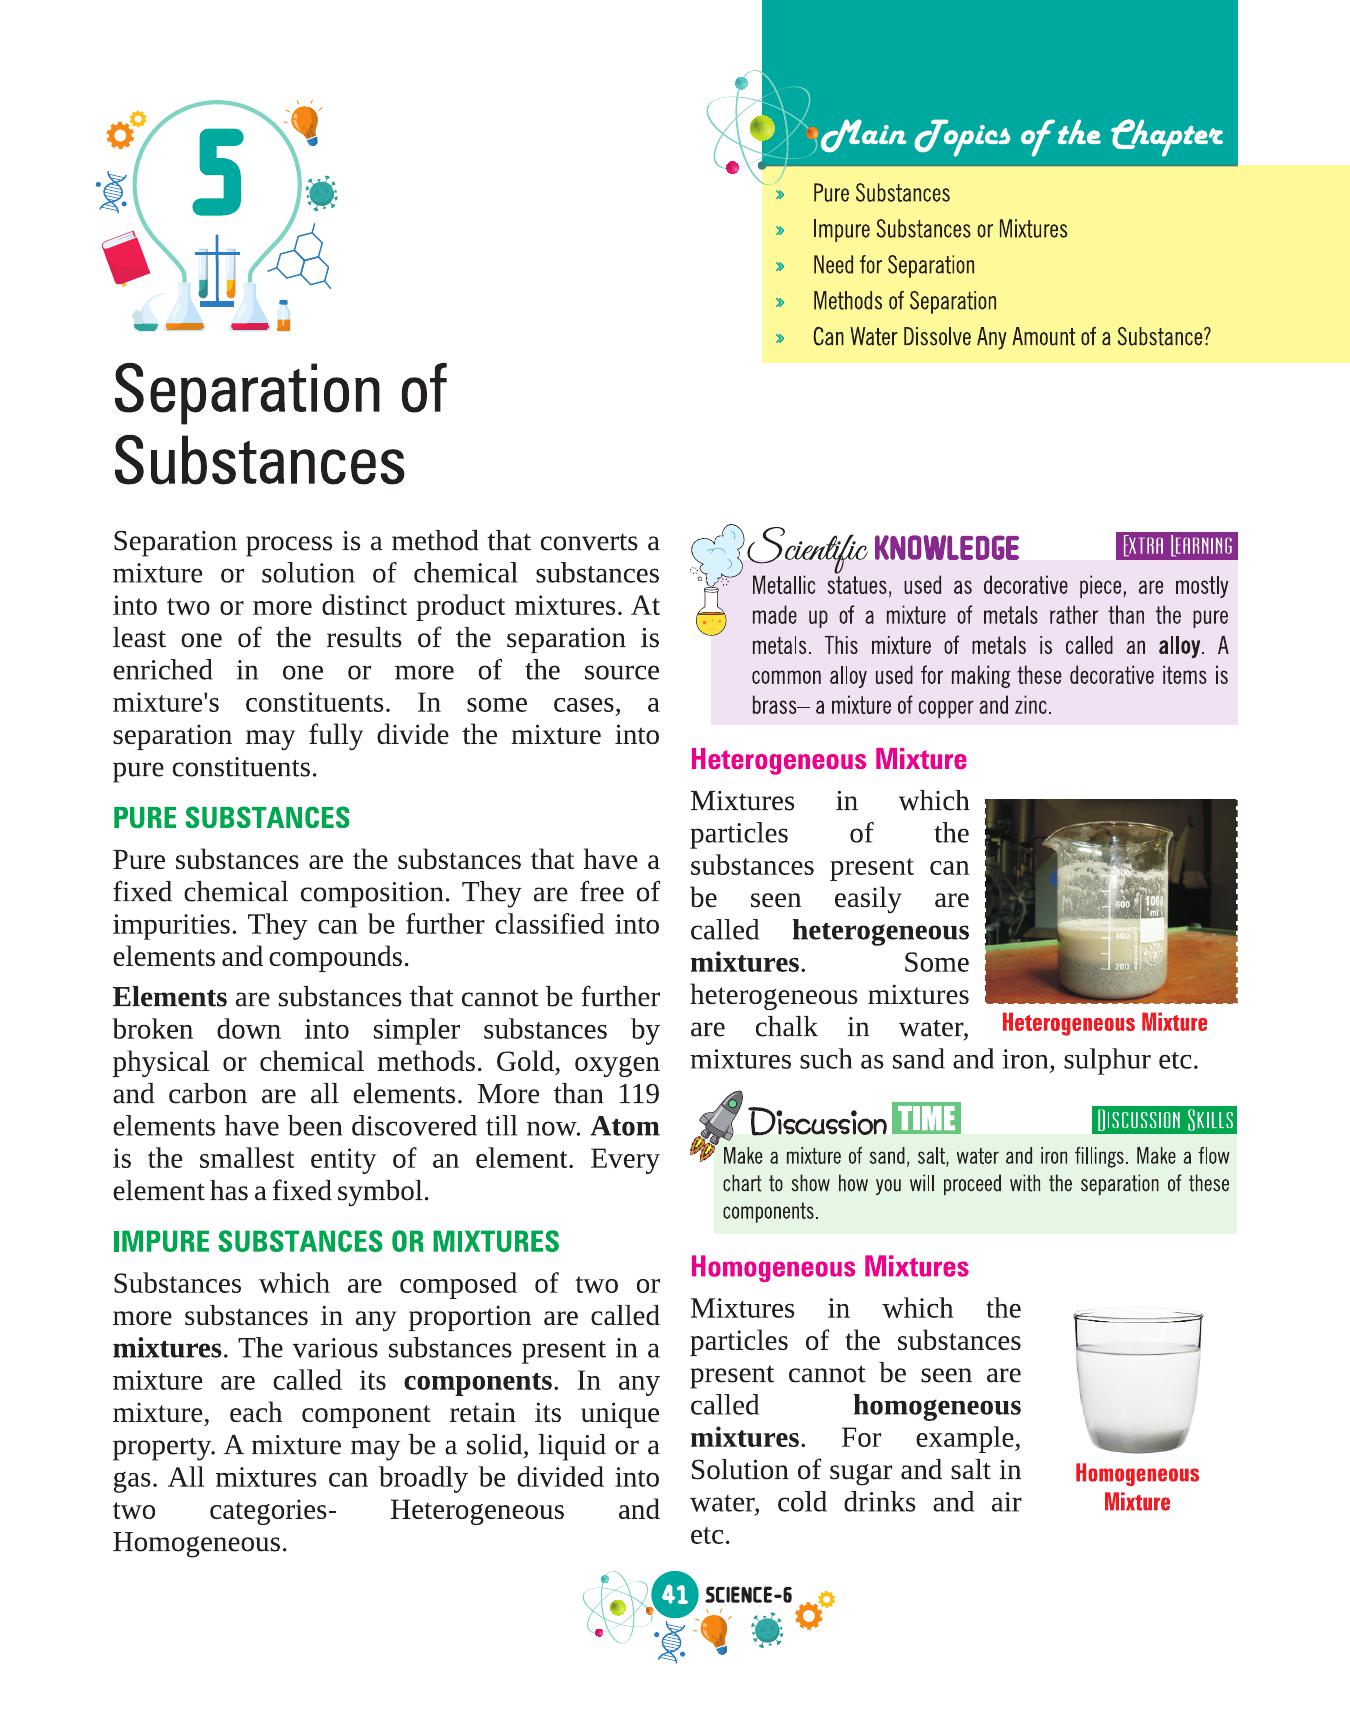 5
Main Topics of the Chapter
» Pure Substances
» Impure Substances or Mixtures
» Need for Separation
» Methods of Separation
» Can Water Dissolve Any Amount of a Substance?
Separation of
Substances
Separation process is a method that converts a
mixture or solution of chemical substances
into two or more distinct product mixtures. At
least one of the results of the separation is
enriched in one or more of the source
mixture's constituents. In some cases, a
separation may fully divide the mixture into
pure constituents.
PURE SUBSTANCES
Pure substances are the substances that have a
fixed chemical composition. They are free of
impurities. They can be further classified into
elements and compounds.
Elements are substances that cannot be further
broken down into simpler substances by
physical or chemical methods. Gold, oxygen
and carbon are all elements. More than 119
elements have been discovered till now. Atom
is the smallest entity of an element. Every
element has a fixed symbol.
IMPURE SUBSTANCES OR MIXTURES
Substances which are composed of two or
more substances in any proportion are called
mixtures. The various substances present in a
mixture are called its components. In any
mixture, each component retain its unique
property. A mixture may be a solid, liquid or a
gas. All mixtures can broadly be divided into
two categories- Heterogeneous and
Homogeneous.
Scientific KNOWLEDGE
EXTRA LEARNING
Metallic statues, used as decorative piece, are mostly
made up of a mixture of metals rather than the pure
metals. This mixture of metals is called an alloy. A
common alloy used for making these decorative items is
brass– a mixture of copper and zinc.
Heterogeneous Mixture
Mixtures in which
particles of the
substances present can
be seen easily are
called heterogeneous
mixtures. Some
heterogeneous mixtures
are chalk in water,
mixtures such as sand and iron, sulphur etc.
1000
ml
600
400
200
Heterogeneous Mixture
Discussion TIME
DISCUSSION SKILLS
Make a mixture of sand, salt, water and iron fillings. Make a flow
chart to show how you will proceed with the separation of these
components.
Homogeneous Mixtures
Mixtures in which the
particles of the substances
present cannot be seen are
called homogeneous
mixtures. For example,
Solution of sugar and salt in
water, cold drinks and air
etc.
Homogeneous
Mixture
41 SCIENCE-6